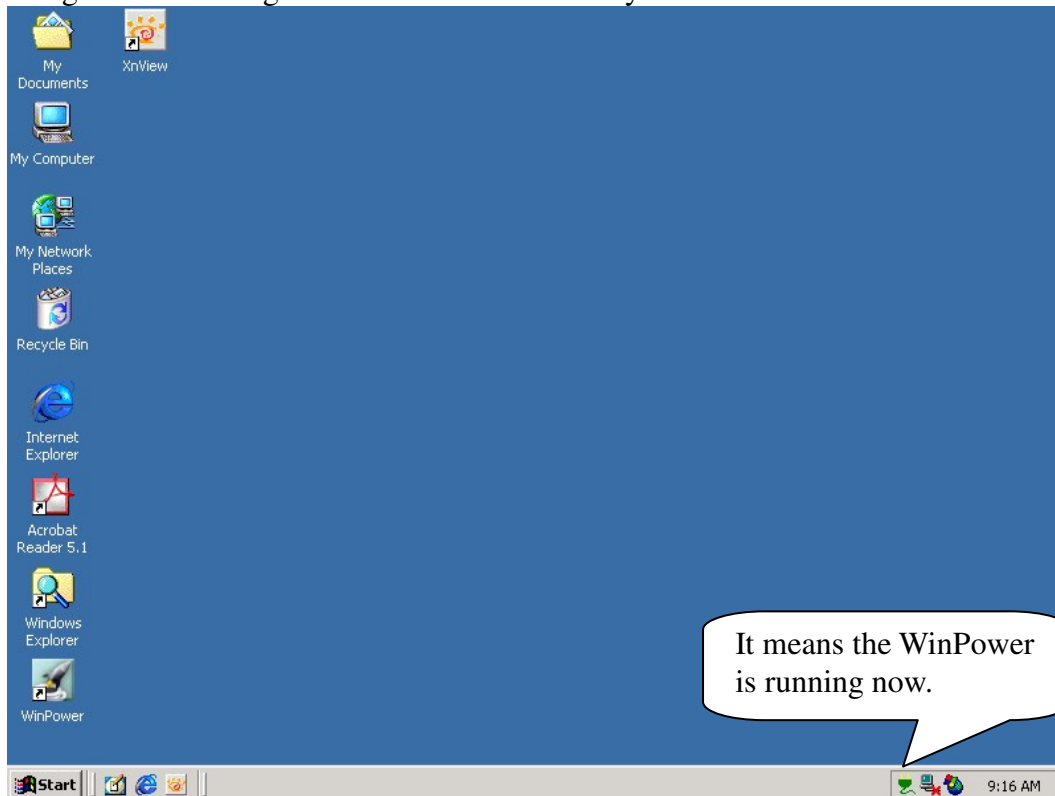 My
Documents
XnView
My Computer
My Network
Places
Recycle Bin
Internet
Explorer
Acrobat
Reader 5.1
Windows
Explorer
WinPower
It means the WinPower
is running now.
Start
9:16 AM